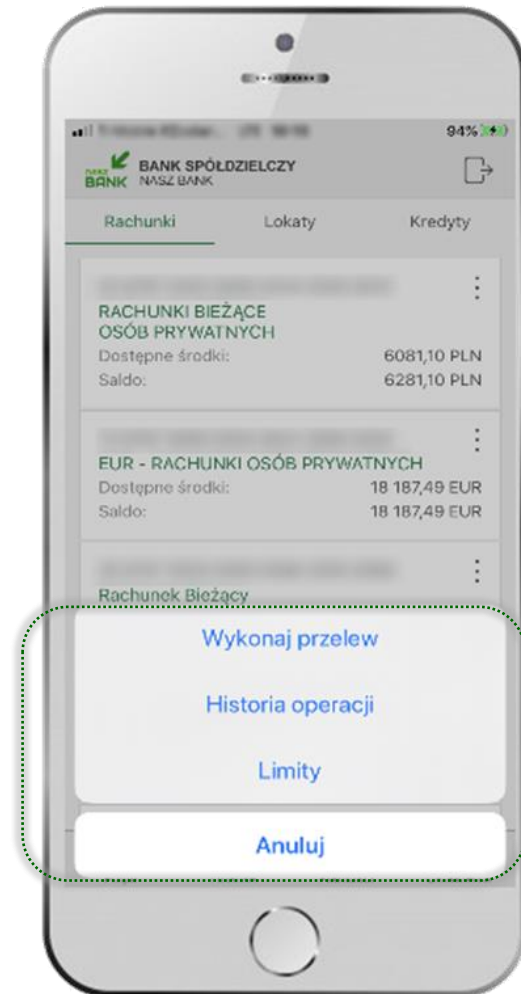 94%
NASZ
BANK
BANK SPÓŁDZIELCZY
NASZ BANK
Rachunki Lokaty Kredyty
RACHUNKI BIEŻĄCE
OSÓB PRYWATNYCH
Dostępne środki: 6081,10 PLN
Saldo: 6281,10 PLN
EUR - RACHUNKI OSÓB PRYWATNYCH
Dostępne środki: 18 187,49 EUR
Saldo: 18 187,49 EUR
Rachunek Bieżący
Wykonaj przelew
Historia operacji
Limity
Anuluj